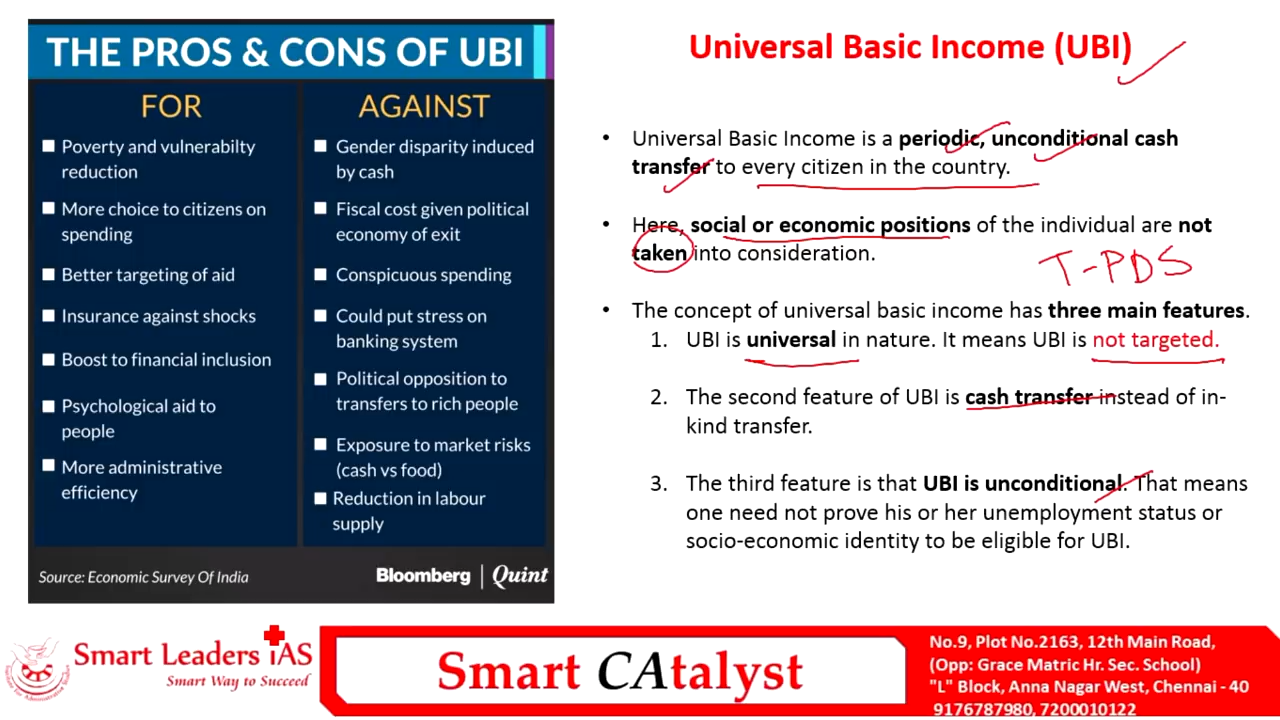 THE PROS & CONS OF UBI
FOR
Poverty and vulnerabilty
reduction
More choice to citizens on
spending
Better targeting of aid
Insurance against shocks
Boost to financial inclusion
Psychological aid to
people
More administrative
efficiency
AGAINST
Gender disparity induced
by cash
Fiscal cost given political
economy of exit
Conspicuous spending
Could put stress on
banking system
Political opposition to
transfers to rich people
Exposure to market risks
(cash vs food)
Reduction in labour
supply
Source: Economic Survey Of India
Bloomberg | Quint
Universal Basic Income (UBI)
• Universal Basic Income is a periodic, unconditional cash
transfer to every citizen in the country.
• Here, social or economic positions of the individual are not
taken into consideration.
T-PDS
• The concept of universal basic income has three main features.
1. UBI is universal in nature. It means UBI is not targeted.
2. The second feature of UBI is cash transfer instead of in-
kind transfer.
3. The third feature is that UBI is unconditional. That means
one need not prove his or her unemployment status or
socio-economic identity to be eligible for UBI.
Smart Leaders iAS
Smart Way to Succeed
Smart CAtalyst
No.9, Plot No.2163, 12th Main Road,
(Opp: Grace Matric Hr. Sec. School)
"L" Block, Anna Nagar West, Chennai - 40
9176787980, 7200010122